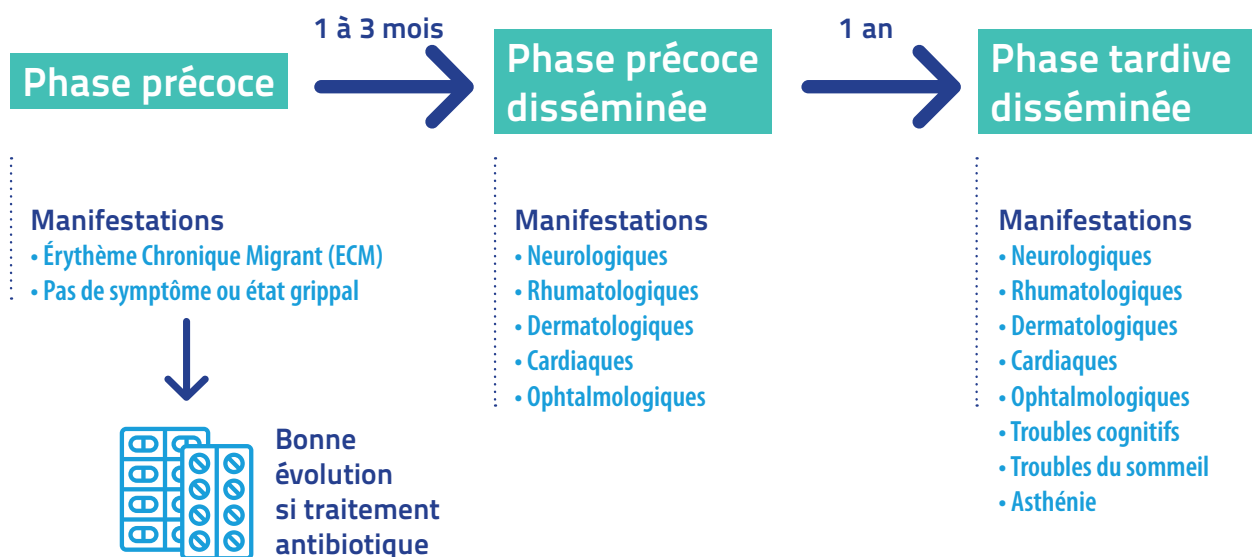 Phase précoce
1 à 3 mois
Phase précoce
disséminée
1 an
Phase tardive
disséminée
Manifestations
• Érythème Chronique Migrant (ECM)
• Pas de symptôme ou état grippal
Bonne
évolution
si traitement
antibiotique
Manifestations
• Neurologiques
• Rhumatologiques
• Dermatologiques
• Cardiaques
• Ophtalmologiques
Manifestations
• Neurologiques
• Rhumatologiques
• Dermatologiques
• Cardiaques
• Ophtalmologiques
• Troubles cognitifs
• Troubles du sommeil
• Asthénie